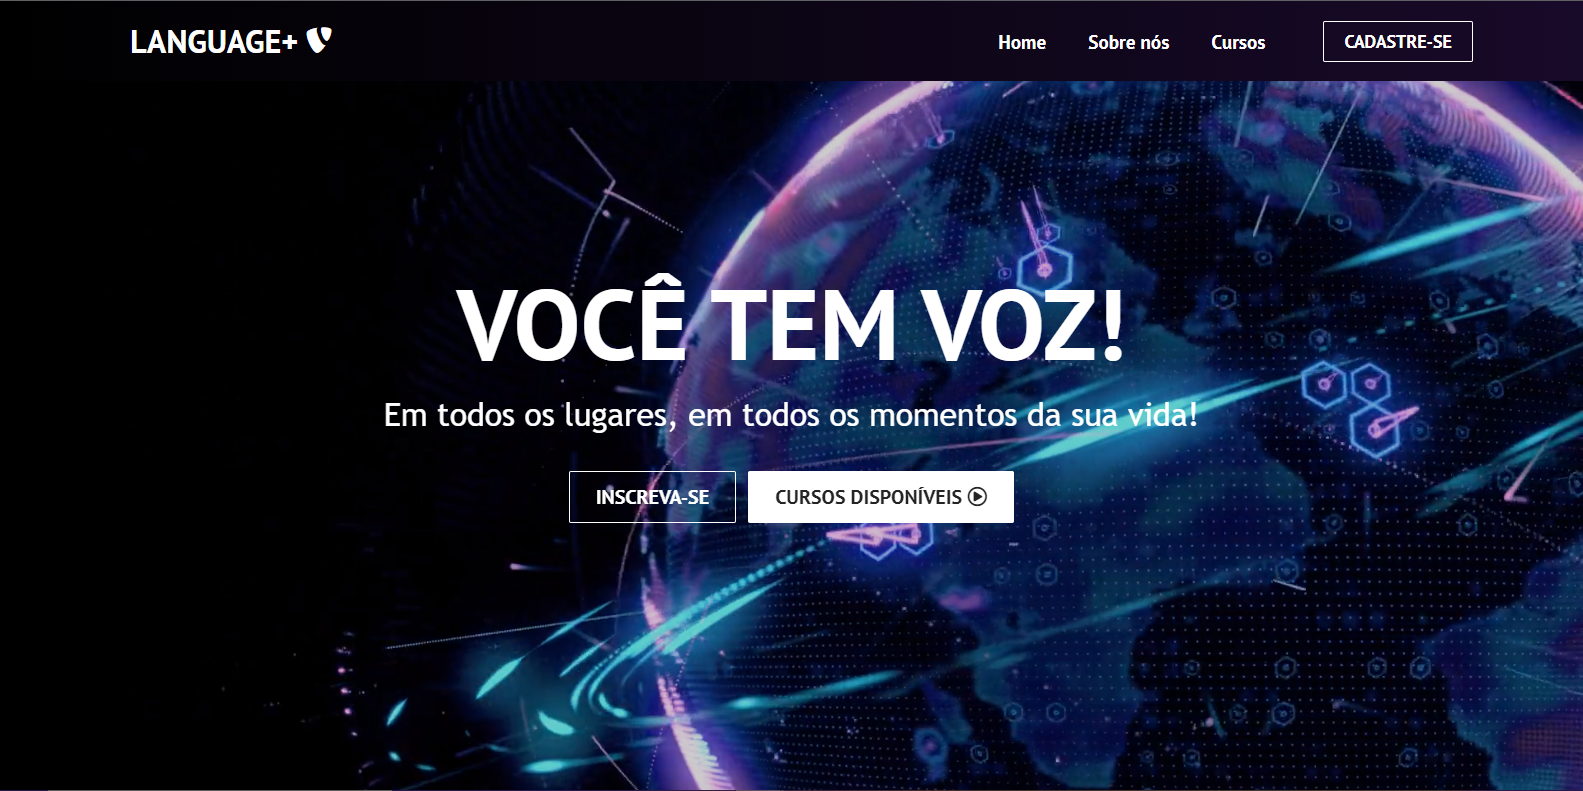 LANGUAGE+
Home Sobre nós Cursos CADASTRE-SE
VOCÊ TEM VOZ!
Em todos os lugares, em todos os momentos da sua vida!
INSCREVA-SE CURSOS DISPONÍVEIS